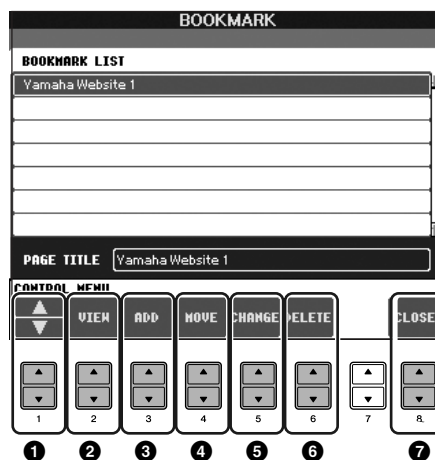 BOOKMARK
BOOKMARK LIST
Yamaha Website 1
PAGE TITLE Yamaha Website 1
CONTROL MENU
VIEW ADD MOVE CHANGE DELETE CLOSE
1 2 3 4 5 6 7 8
1 2 3 4 5 6 7